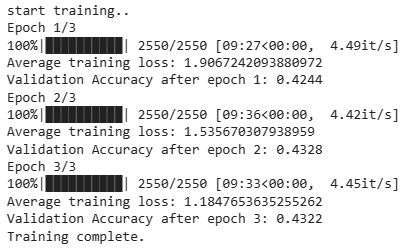 start training..
Epoch 1/3
100%|██████████| 2550/2550 [09:27<00:00,  4.49it/s]
Average training loss: 1.9067242093880972
Validation Accuracy after epoch 1: 0.4244
Epoch 2/3
100%|██████████| 2550/2550 [09:36<00:00,  4.42it/s]
Average training loss: 1.535670307938959
Validation Accuracy after epoch 2: 0.4328
Epoch 3/3
100%|██████████| 2550/2550 [09:33<00:00,  4.45it/s]
Average training loss: 1.1847653635255262
Validation Accuracy after epoch 3: 0.4322
Training complete.